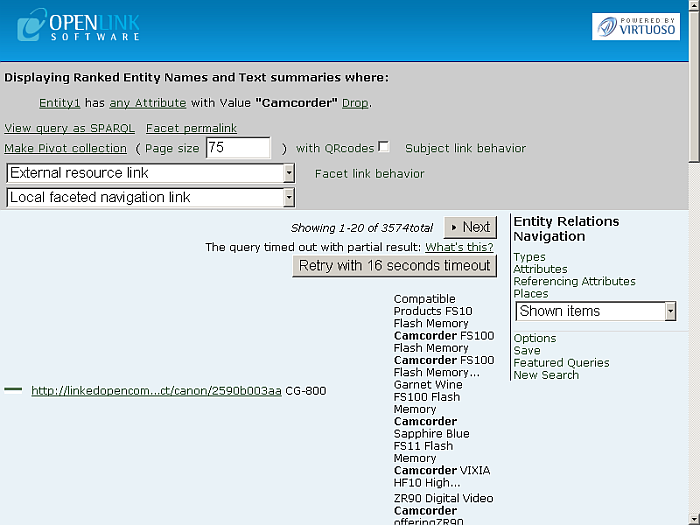 OPENLINK
SOFTWARE
POWERED BY
VIRTUOSO
Displaying Ranked Entity Names and Text summaries where:
Entity1 has any Attribute with Value "Camcorder" Drop.
View query as SPARQL Facet permalink
Make Pivot collection ( Page size 75 ) with QRcodes Subject link behavior
External resource link Facet link behavior
Local faceted navigation link
Showing 1-20 of 3574total Next
The query timed out with partial result: What's this?
Retry with 16 seconds timeout
Entity Relations
Navigation
Types
Attributes
Referencing Attributes
Places
Shown items
Options
Save
Featured Queries
New Search
http://linkedopencom...ct/canon/2590b003aa CG-800
Compatible
Products FS10
Flash Memory
Camcorder FS100
Flash Memory
Camcorder FS100
Flash Memory...
Garnet Wine
FS100 Flash
Memory
Camcorder
Sapphire Blue
FS11 Flash
Memory
Camcorder VIXIA
HF10 High...
ZR90 Digital Video
Camcorder
offeringZR90